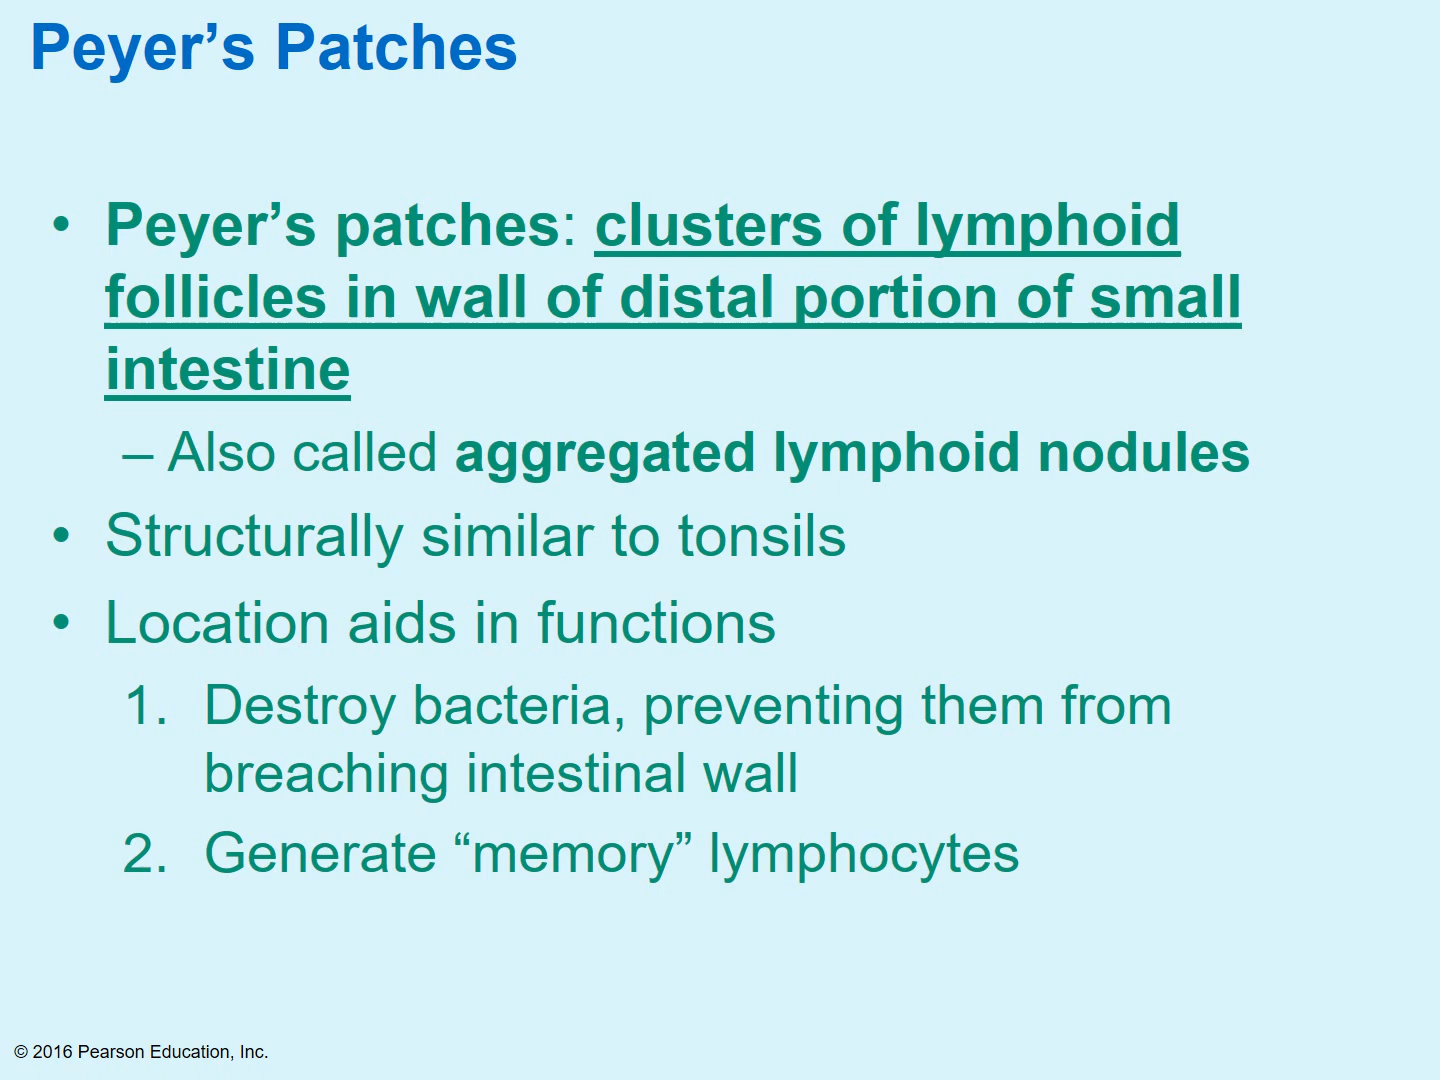 Peyer’s Patches
• Peyer’s patches: clusters of lymphoid
follicles in wall of distal portion of small
intestine
– Also called aggregated lymphoid nodules
• Structurally similar to tonsils
• Location aids in functions
1. Destroy bacteria, preventing them from
breaching intestinal wall
2. Generate “memory” lymphocytes
© 2016 Pearson Education, Inc.